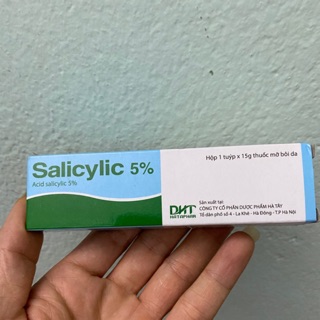 Salicylic 5%
Acid salicylic 5%
Hộp 1 tuýp x 15g thuốc mỡ bôi da
DHT
HATAPHAR
Sản xuất tại:
CÔNG TY CỔ PHẦN DƯỢC PHẨM HÀ TÂY
Tổ dân phố số 4 - La Khê - Hà Đông - T.P Hà Nội